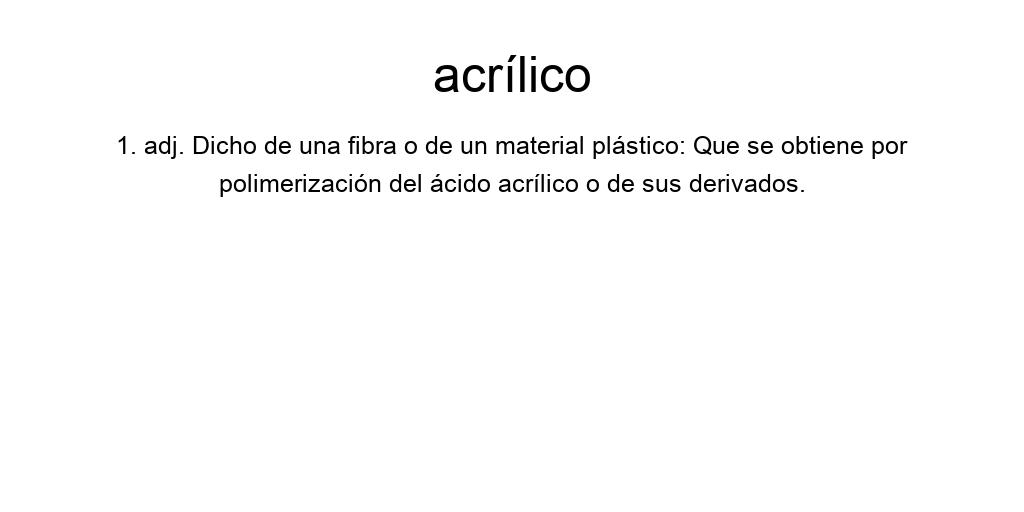 acrílico
1. adj. Dicho de una fibra o de un material plástico: Que se obtiene por
polimerización del ácido acrílico o de sus derivados.